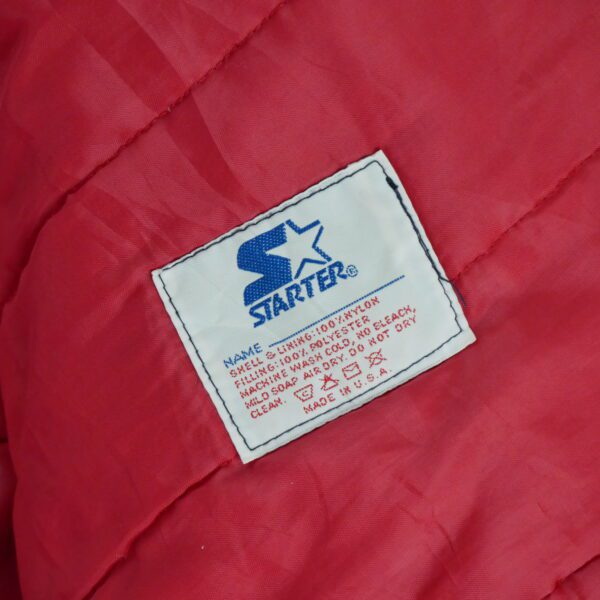 STARTER®
NAME
SHELL & LINING: 100% NYLON
FILLING: 100% POLYESTER
MACHINE WASH COLD, NO BLEACH,
MILD SOAP AIR DRY. DO NOT DRY
CLEAN.
MADE IN U.S.A.